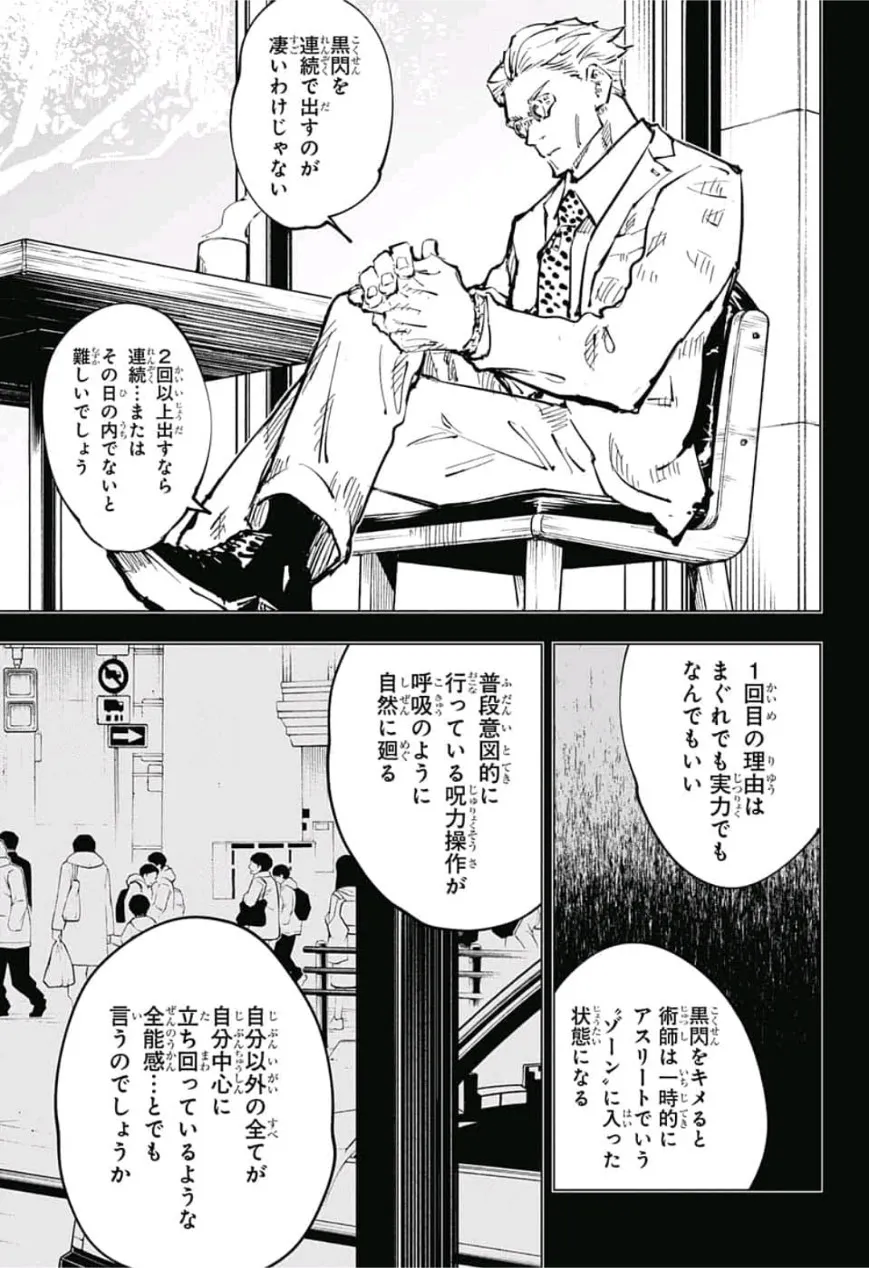 黒閃を
連続で出すのが
凄いわけじゃない
2回以上出すなら
連続…または
その日の内でないと
難しいでしょう
1回目の理由は
まぐれでも実力でも
なんでもいい
黒閃をキメると
術師は一時的に
アスリートでいう
〝ゾーン〟に入った
状態になる
普段意図的に
行っている呪力操作が
呼吸のように
自然に廻る
自分以外の全てが
自分中心に
立ち回っているような
全能感…とでも
言うのでしょうか